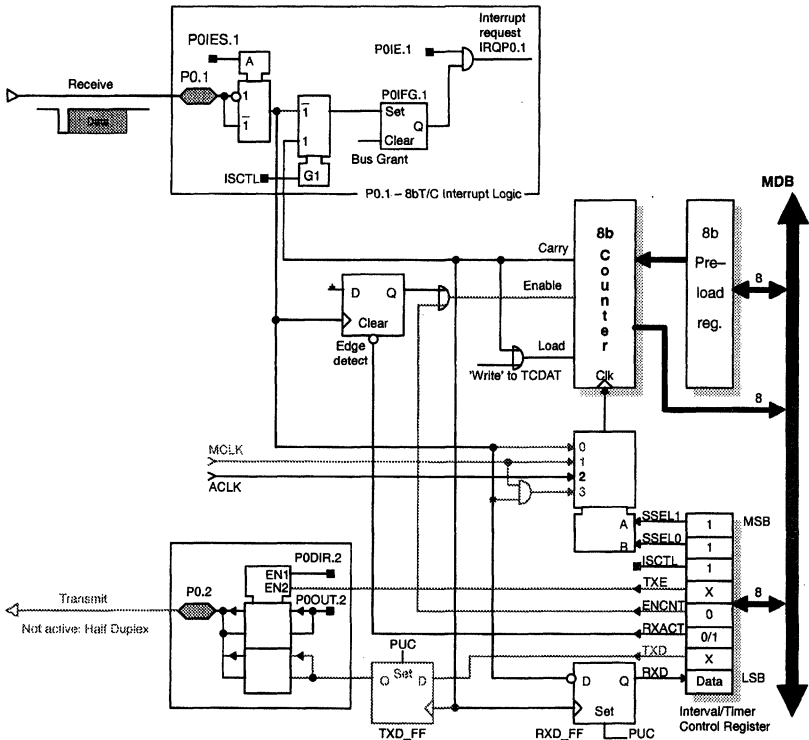 Interrupt
request
IRQP0.1
P0IES.1
P0IE.1
A
P0.1
Receive
Data
1
1
1
1
P0IFG.1
Set
Q
Clear
Bus Grant
ISCTL
G1
P0.1 – 8bT/C Interrupt Logic
MDB
8b
Counter
Carry
Enable
Load
Clk
8b
Pre–
load
reg.
8
8
D Q
Clear
Edge
detect
'Write' to TCDAT
MCLK
ACLK
0
1
2
3
A
B
SSEL1
SSEL0
ISCTL
TXE
ENCNT
RXACT
TXD
RXD
1
1
1
X
0
0/1
X
Data
MSB
LSB
8
Interval/Timer
Control Register
P0DIR.2
EN1
EN2
P0OUT.2
P0.2
Transmit
Not active: Half Duplex
PUC
Q Set D
TXD_FF
D Q
Set
RXD_FF
PUC